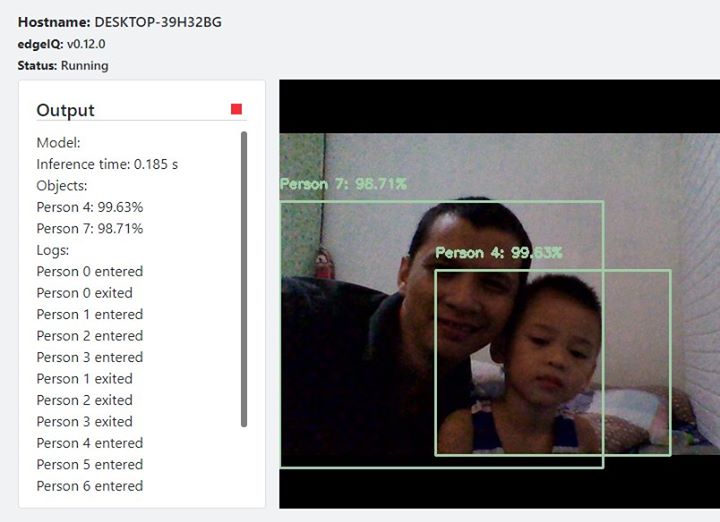 Hostname: DESKTOP-39H32BG
edgeIQ: v0.12.0
Status: Running
Output
Model:
Inference time: 0.185 s
Objects:
Person 4: 99.63%
Person 7: 98.71%
Logs:
Person 0 entered
Person 0 exited
Person 1 entered
Person 2 entered
Person 3 entered
Person 1 exited
Person 2 exited
Person 3 exited
Person 4 entered
Person 5 entered
Person 6 entered
Person 7: 98.71%
Person 4: 99.63%